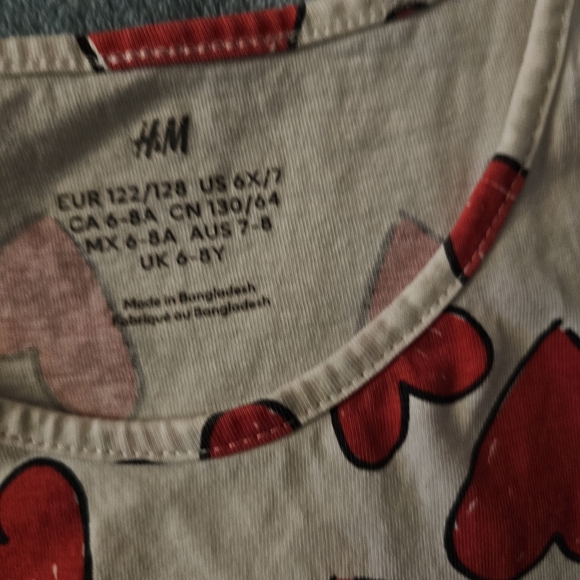 H&M
EUR 122/128 US 6X/7
CA 6-8A CN 130/64
MX 6-8A AUS 7-8
UK 6-8Y
Made in Bangladesh
Fabriqué au Bangladesh